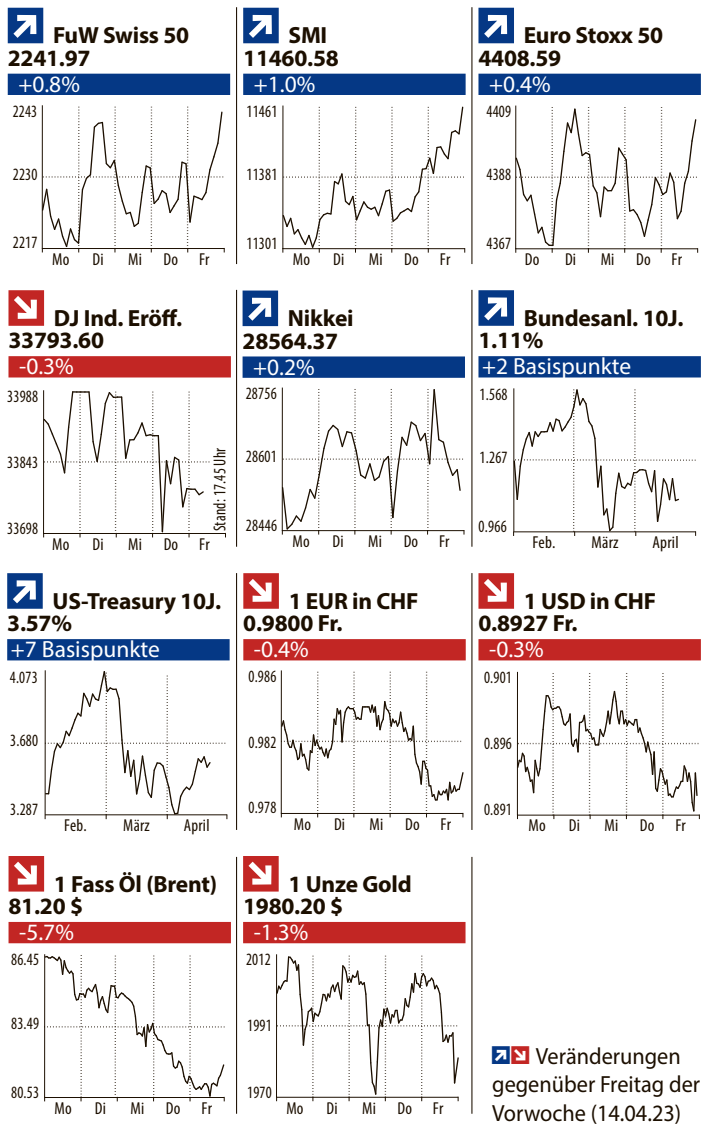 FuW Swiss 50
2241.97
+0.8%
2243
2230
2217
Mo Di Mi Do Fr
SMI
11460.58
+1.0%
11461
11381
11301
Mo Di Mi Do Fr
Euro Stoxx 50
4408.59
+0.4%
4409
4388
4367
Do Di Mi Do Fr
DJ Ind. Eröff.
33793.60
-0.3%
33988
33843
33698
Stand: 17.45 Uhr
Mo Di Mi Do Fr
Nikkei
28564.37
+0.2%
28756
28601
28446
Mo Di Mi Do Fr
Bundesanl. 10J.
1.11%
+2 Basispunkte
1.568
1.267
0.966
Feb. März April
US-Treasury 10J.
3.57%
+7 Basispunkte
4.073
3.680
3.287
Feb. März April
1 EUR in CHF
0.9800 Fr.
-0.4%
0.986
0.982
0.978
Mo Di Mi Do Fr
1 USD in CHF
0.8927 Fr.
-0.3%
0.901
0.896
0.891
Mo Di Mi Do Fr
1 Fass Öl (Brent)
81.20 $
-5.7%
86.45
83.49
80.53
Mo Di Mi Do Fr
1 Unze Gold
1980.20 $
-1.3%
2012
1991
1970
Mo Di Mi Do Fr
Veränderungen
gegenüber Freitag der
Vorwoche (14.04.23)